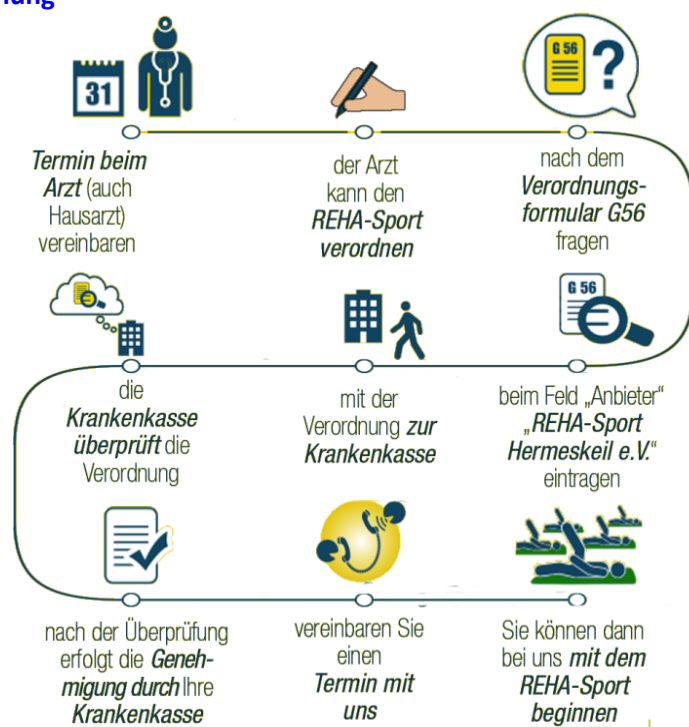 31
G 56
?
Termin beim
Arzt (auch
Hausarzt)
vereinbaren
der Arzt
kann den
REHA-Sport
verordnen
nach dem
Verordnungs-
formular G56
fragen
G 56
beim Feld „Anbieter“
„REHA-Sport
Hermeskeil e.V.“
eintragen
mit der
Verordnung zur
Krankenkasse
die
Krankenkasse
überprüft die
Verordnung
nach der Überprüfung
erfolgt die Geneh-
migung durch Ihre
Krankenkasse
vereinbaren Sie
einen
Termin mit
uns
Sie können dann
bei uns mit dem
REHA-Sport
beginnen